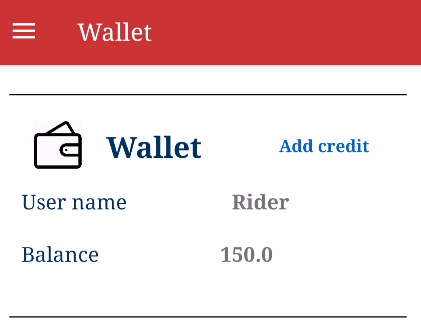 Wallet
Wallet Add credit
User name Rider
Balance 150.0